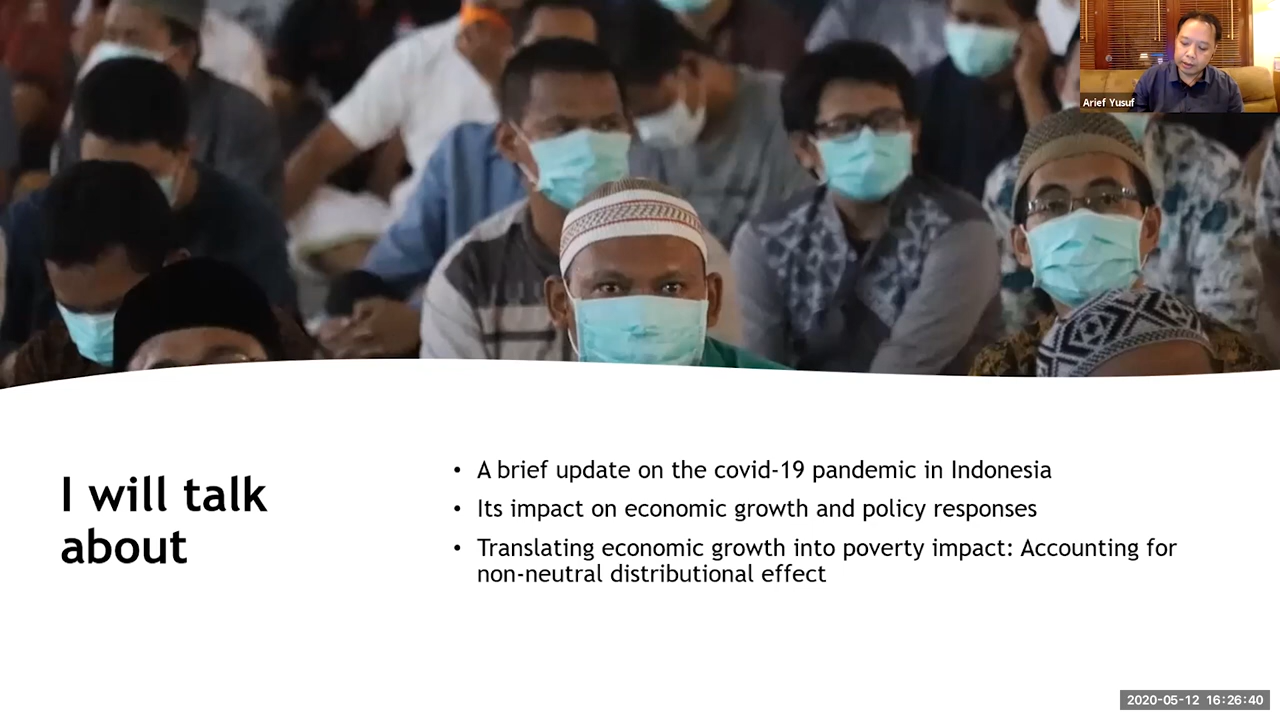 Arief Yusuf
I will talk
about
• A brief update on the covid-19 pandemic in Indonesia
• Its impact on economic growth and policy responses
• Translating economic growth into poverty impact: Accounting for
non-neutral distributional effect
2020-05-12 16:26:40